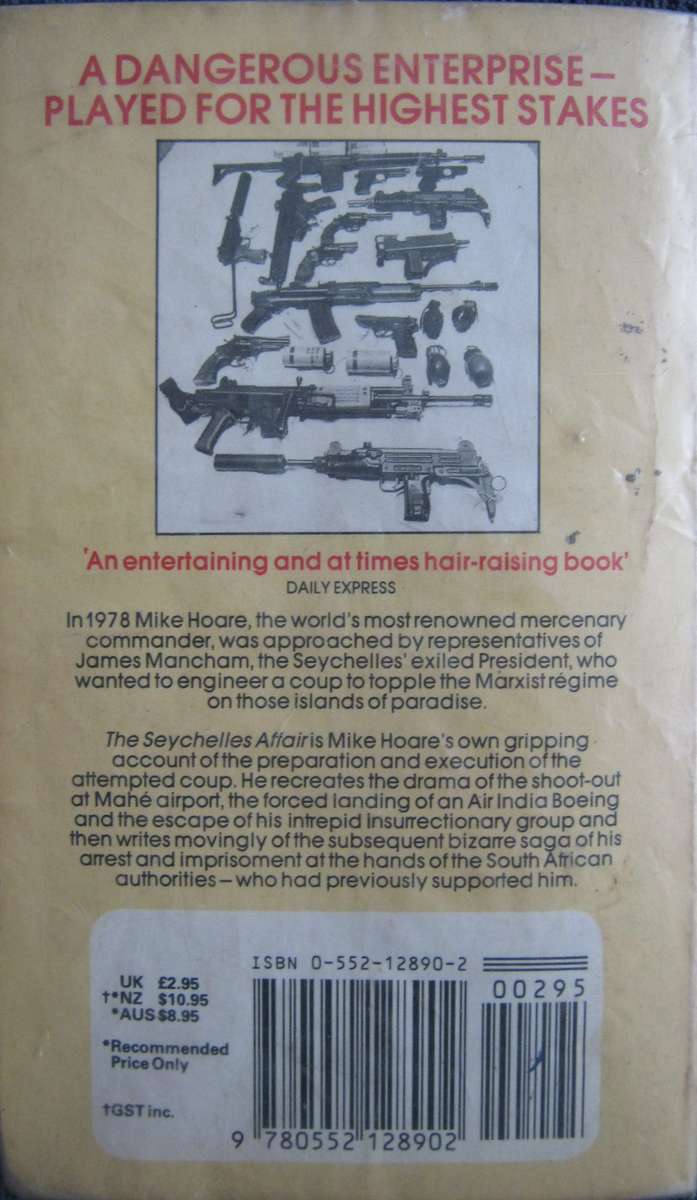 A DANGEROUS ENTERPRISE–
PLAYED FOR THE HIGHEST STAKES
'An entertaining and at times hair-raising book'
DAILY EXPRESS
In 1978 Mike Hoare, the world's most renowned mercenary
commander, was approached by representatives of
James Mancham, the Seychelles' exiled President, who
wanted to engineer a coup to topple the Marxist régime
on those islands of paradise.
The Seychelles Affair is Mike Hoare's own gripping
account of the preparation and execution of the
attempted coup. He recreates the drama of the shoot-out
at Mahé airport, the forced landing of an Air India Boeing
and the escape of his intrepid insurrectionary group and
then writes movingly of the subsequent bizarre saga of his
arrest and imprisoment at the hands of the South African
authorities – who had previously supported him.
ISBN 0-552-12890-2
00295
UK £2.95
†*NZ $10.95
*AUS $8.95
*Recommended
Price Only
†GST inc.
9 780552 128902